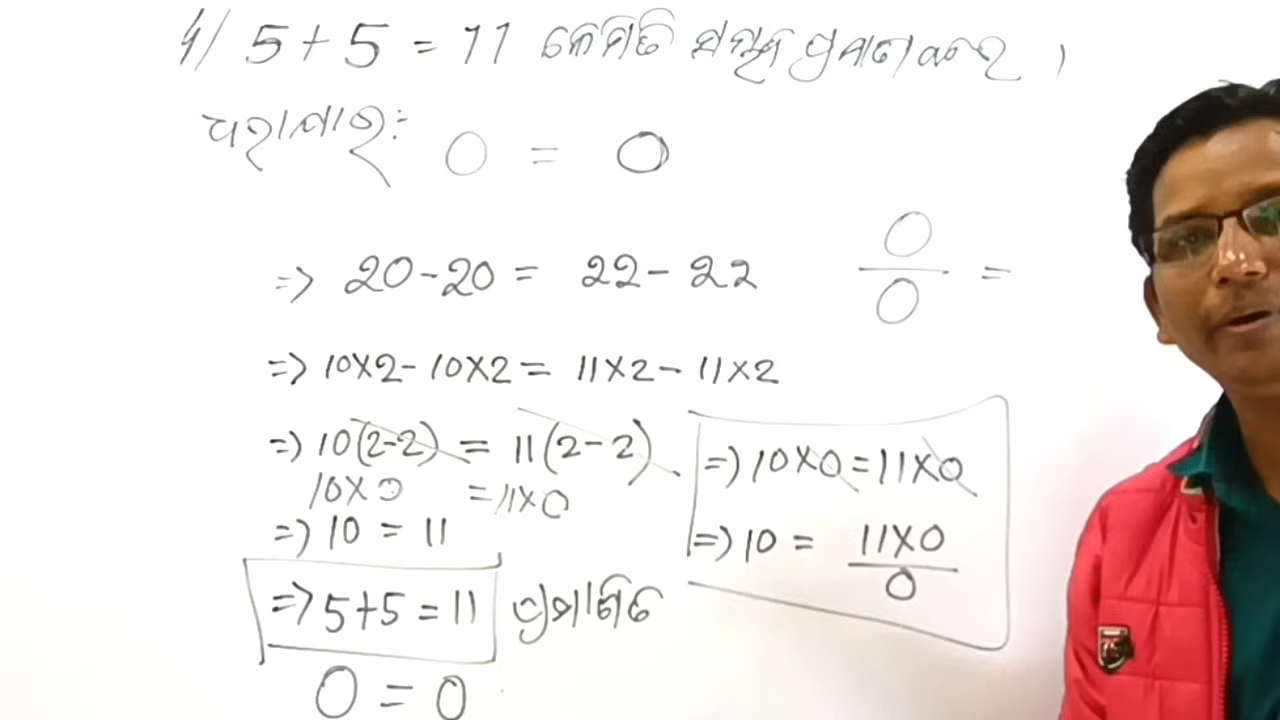 4/ 5+5 = 11 କେମିତି ସମ୍ଭବ ପ୍ରମାଣ କର ।
0 = 0
=> 20-20 = 22-22
0/0 =
=> 10×2-10×2 = 11×2-11×2
=> 10(2-2) = 11(2-2)
10×0 = 11×0
=> 10 = 11
=> 5+5 = 11 ପ୍ରମାଣିତ
0 = 0
=> 10×0=11×0
=> 10 = 11×0/0